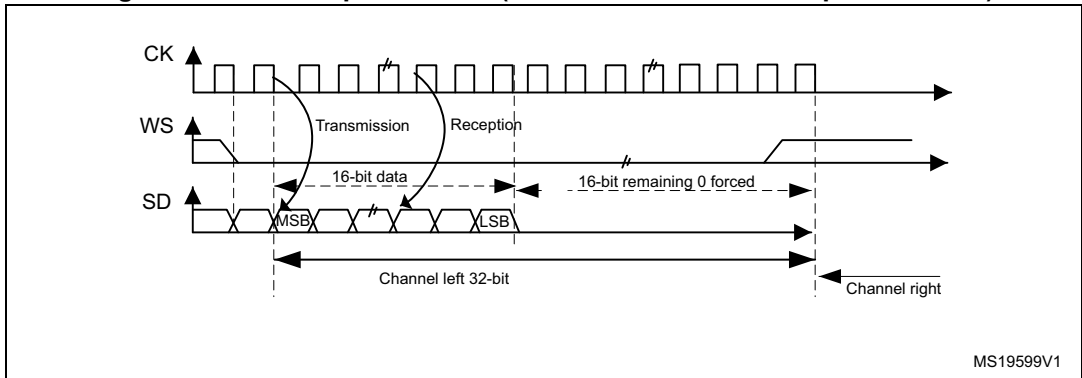 CK
Transmission
Reception
WS
16-bit data
16-bit remaining 0 forced
SD
MSB
LSB
Channel left 32-bit
Channel right
MS19599V1